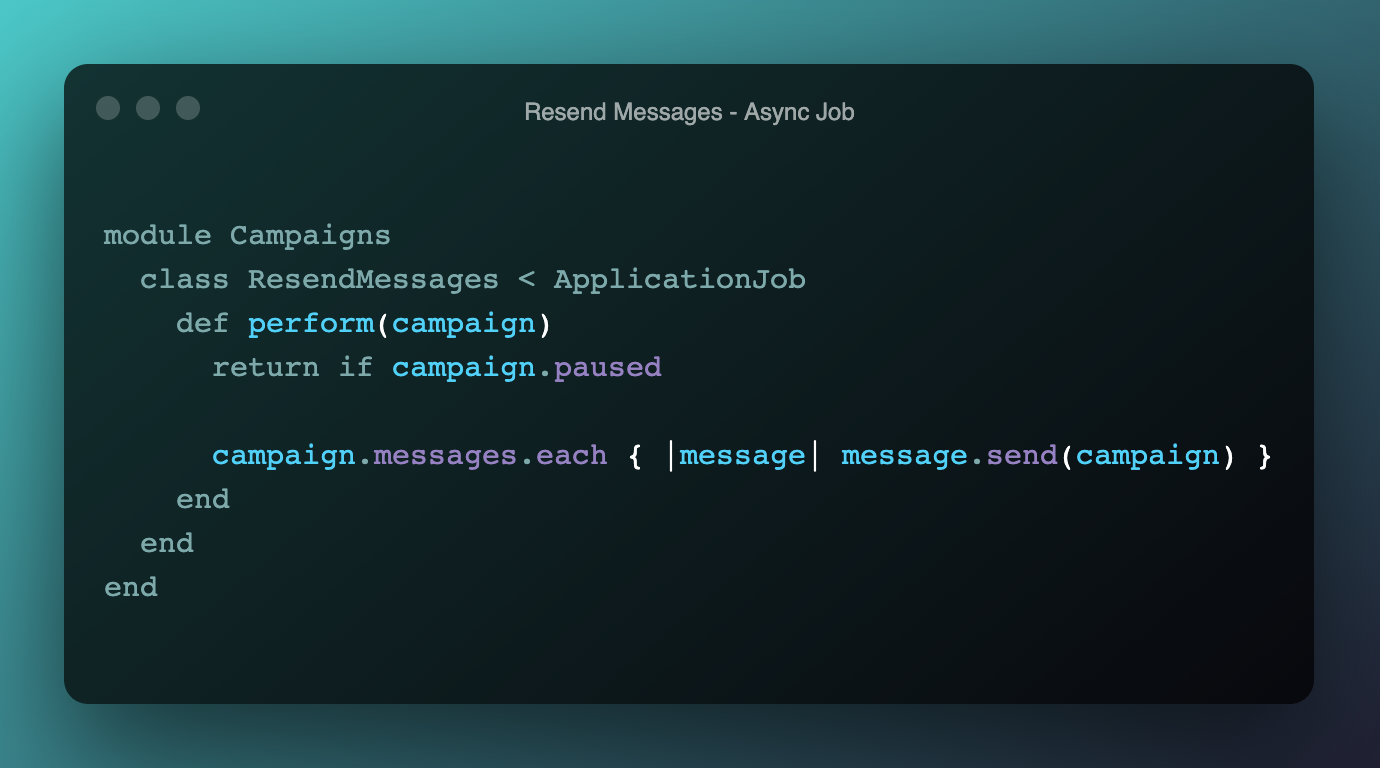 Resend Messages - Async Job
module Campaigns
  class ResendMessages < ApplicationJob
    def perform(campaign)
      return if campaign.paused

      campaign.messages.each { |message| message.send(campaign) }
    end
  end
end